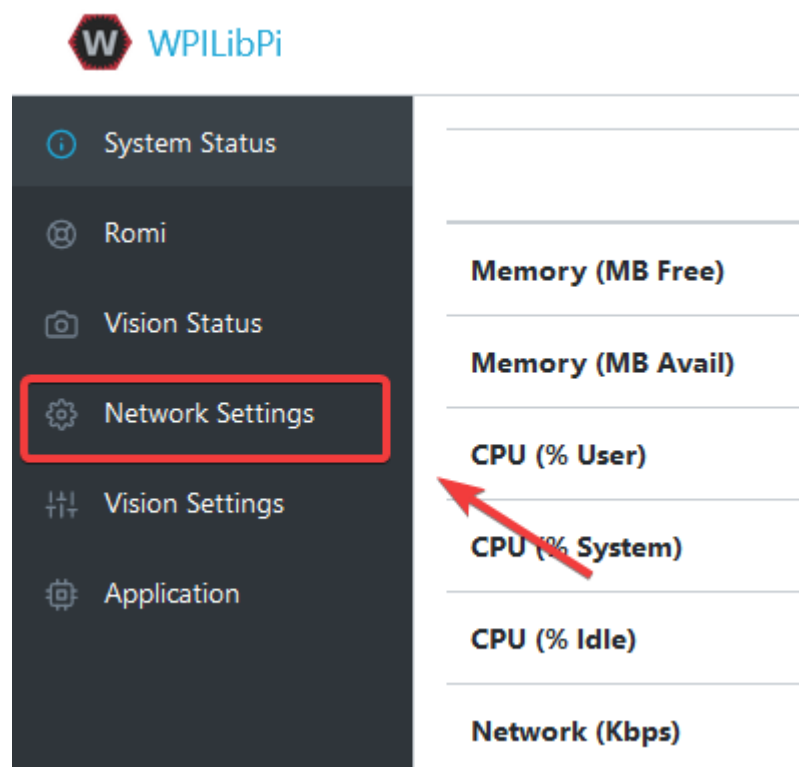 W WPILibPi
System Status
Romi
Vision Status
Network Settings
Vision Settings
Application
Memory (MB Free)
Memory (MB Avail)
CPU (% User)
CPU (% System)
CPU (% Idle)
Network (Kbps)